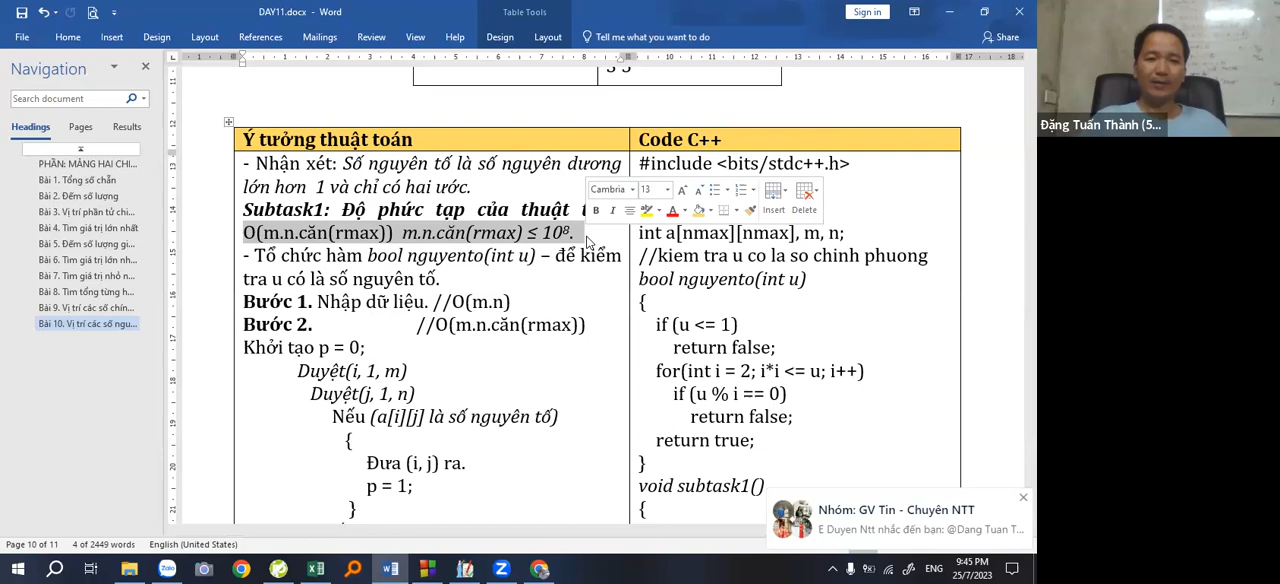 DAY11.docx - Word
Table Tools
Sign in
File Home Insert Design Layout References Mailings Review View Help Design Layout Tell me what you want to do Share
Navigation
Search document
Headings Pages Results
PHẦN: MẢNG HAI CHI...
Bài 1. Tổng số chẵn
Bài 2. Đếm số lượng
Bài 3. Vị trí phần tử chi...
Bài 4. Tìm giá trị lớn nhất
Bài 5. Đếm số lượng gi...
Bài 6. Tìm giá trị lớn nh...
Bài 7. Tìm giá trị nhỏ n...
Bài 8. Tìm tổng từng h...
Bài 9. Vị trí các số chín...
Bài 10. Vị trí các số ngu...
Ý tưởng thuật toán
- Nhận xét: Số nguyên tố là số nguyên dương
lớn hơn 1 và chỉ có hai ước.
Subtask1: Độ phức tạp của thuật
O(m.n.căn(rmax)) m.n.căn(rmax) ≤ 10⁸.
- Tổ chức hàm bool nguyento(int u) – để kiểm
tra u có là số nguyên tố.
Bước 1. Nhập dữ liệu. //O(m.n)
Bước 2. //O(m.n.căn(rmax))
Khởi tạo p = 0;
Duyệt(i, 1, m)
Duyệt(j, 1, n)
Nếu (a[i][j] là số nguyên tố)
{
Đưa (i, j) ra.
p = 1;
}
Code C++
#include <bits/stdc++.h>
Cambria 13
Insert Delete
int a[nmax][nmax], m, n;
//kiem tra u co la so chinh phuong
bool nguyento(int u)
{
if (u <= 1)
return false;
for(int i = 2; i*i <= u; i++)
if (u % i == 0)
return false;
return true;
}
void subtask1()
{
Đặng Tuấn Thành (5...
Nhóm: GV Tin - Chuyên NTT
E Duyen Ntt nhắc đến bạn: @Dang Tuan T...
Page 10 of 11 4 of 2449 words English (United States)
100%
ENG
9:45 PM
25/7/2023